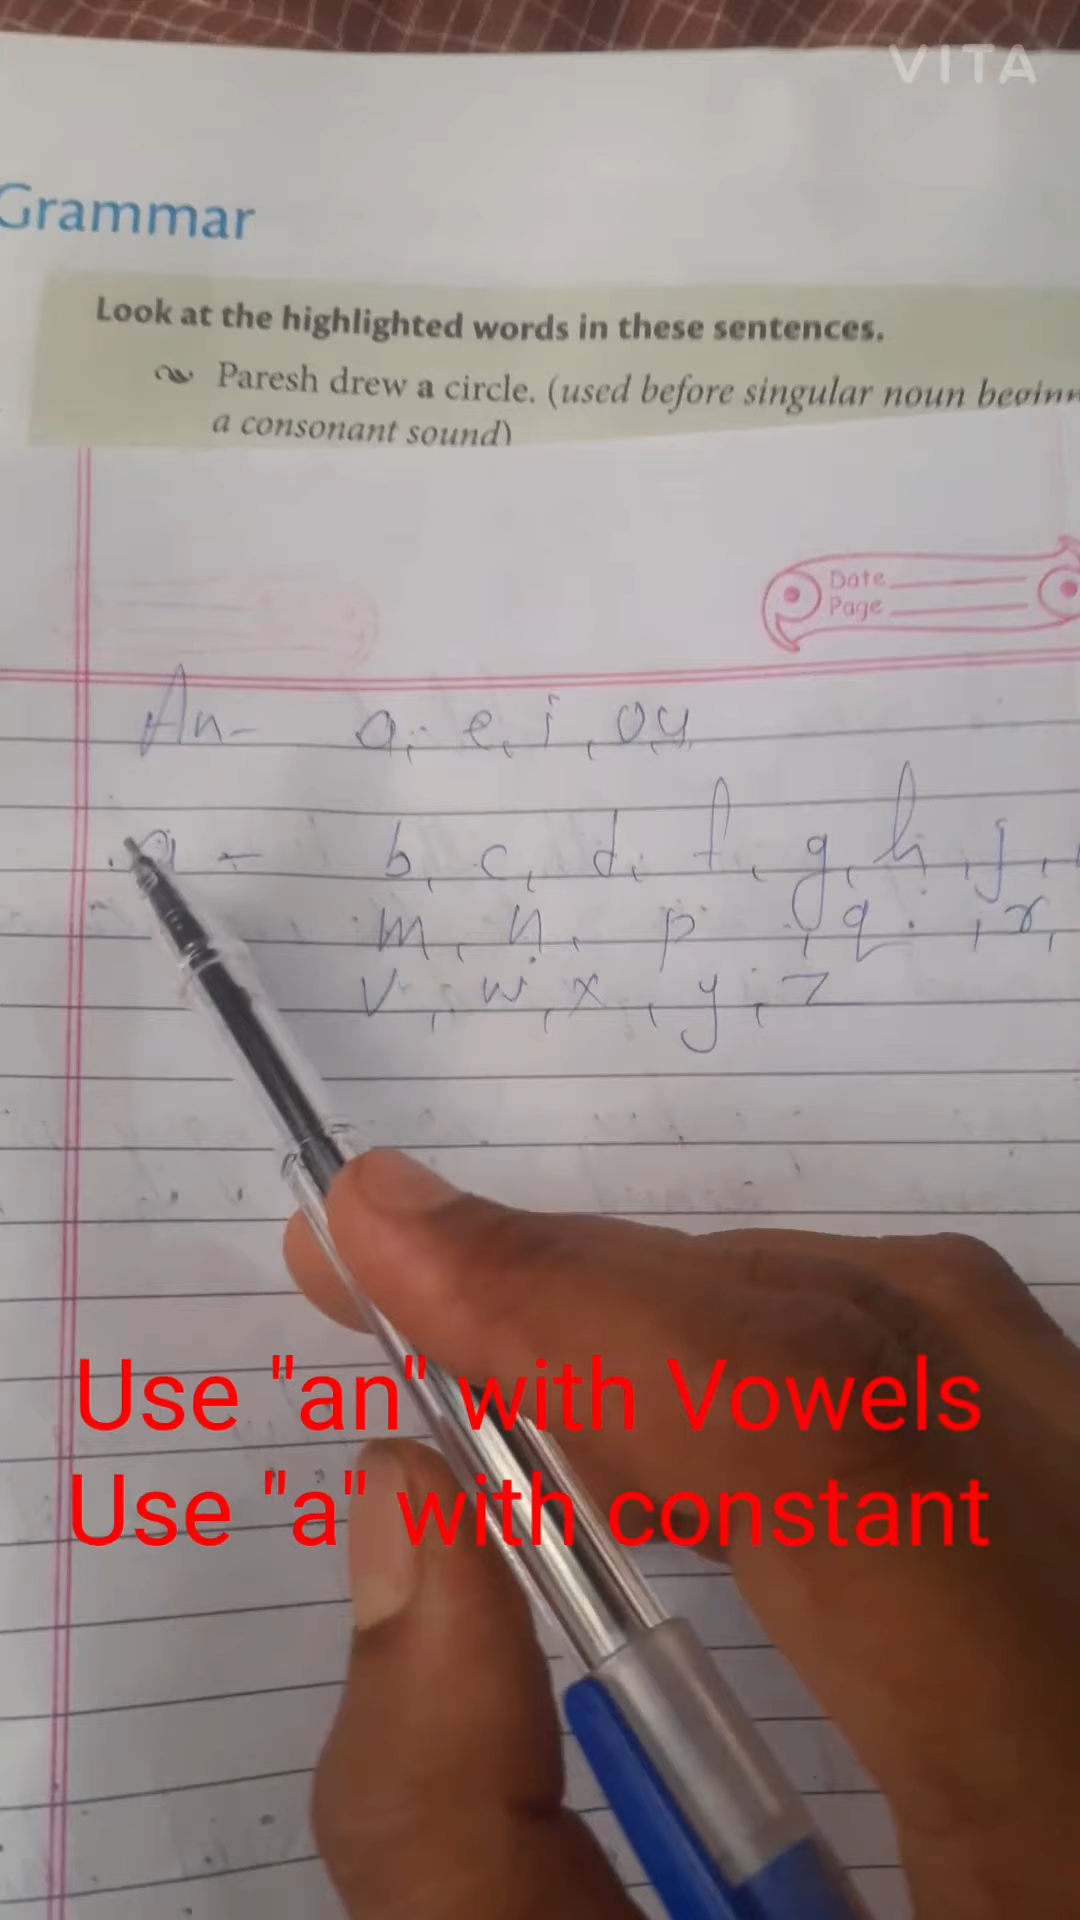 VITA
Grammar
Look at the highlighted words in these sentences.
Paresh drew a circle. (used before singular noun beginn
a consonant sound)
Date
Page
An - a, e, i, o, u
a - b, c, d, f, g, h, j,
m, n, p, q, r,
v, w, x, y, z
Use "an" with Vowels
Use "a" with constant